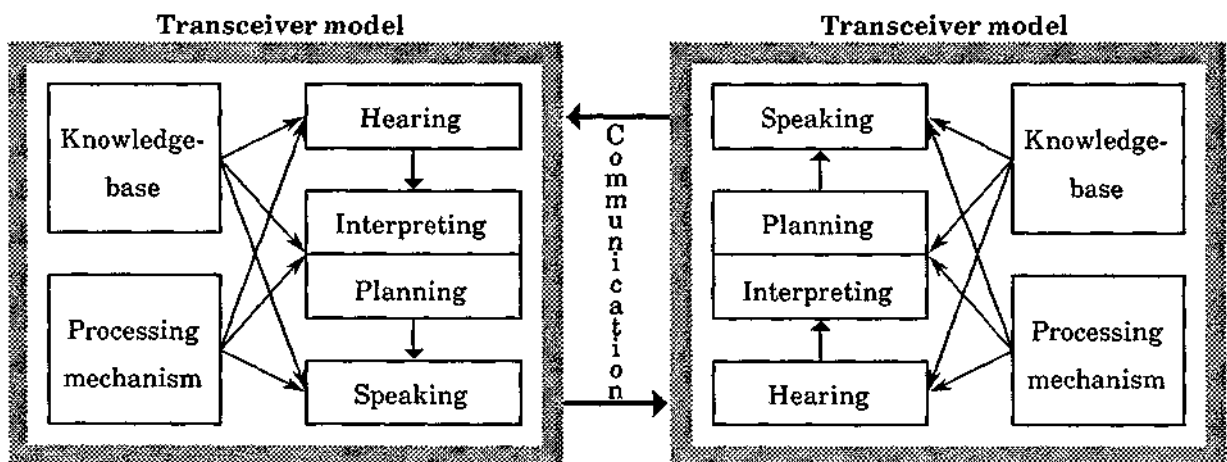 Transceiver model
Knowledge-
base
Processing
mechanism
Hearing
Interpreting
Planning
Speaking
Communication
Transceiver model
Speaking
Planning
Interpreting
Hearing
Knowledge-
base
Processing
mechanism